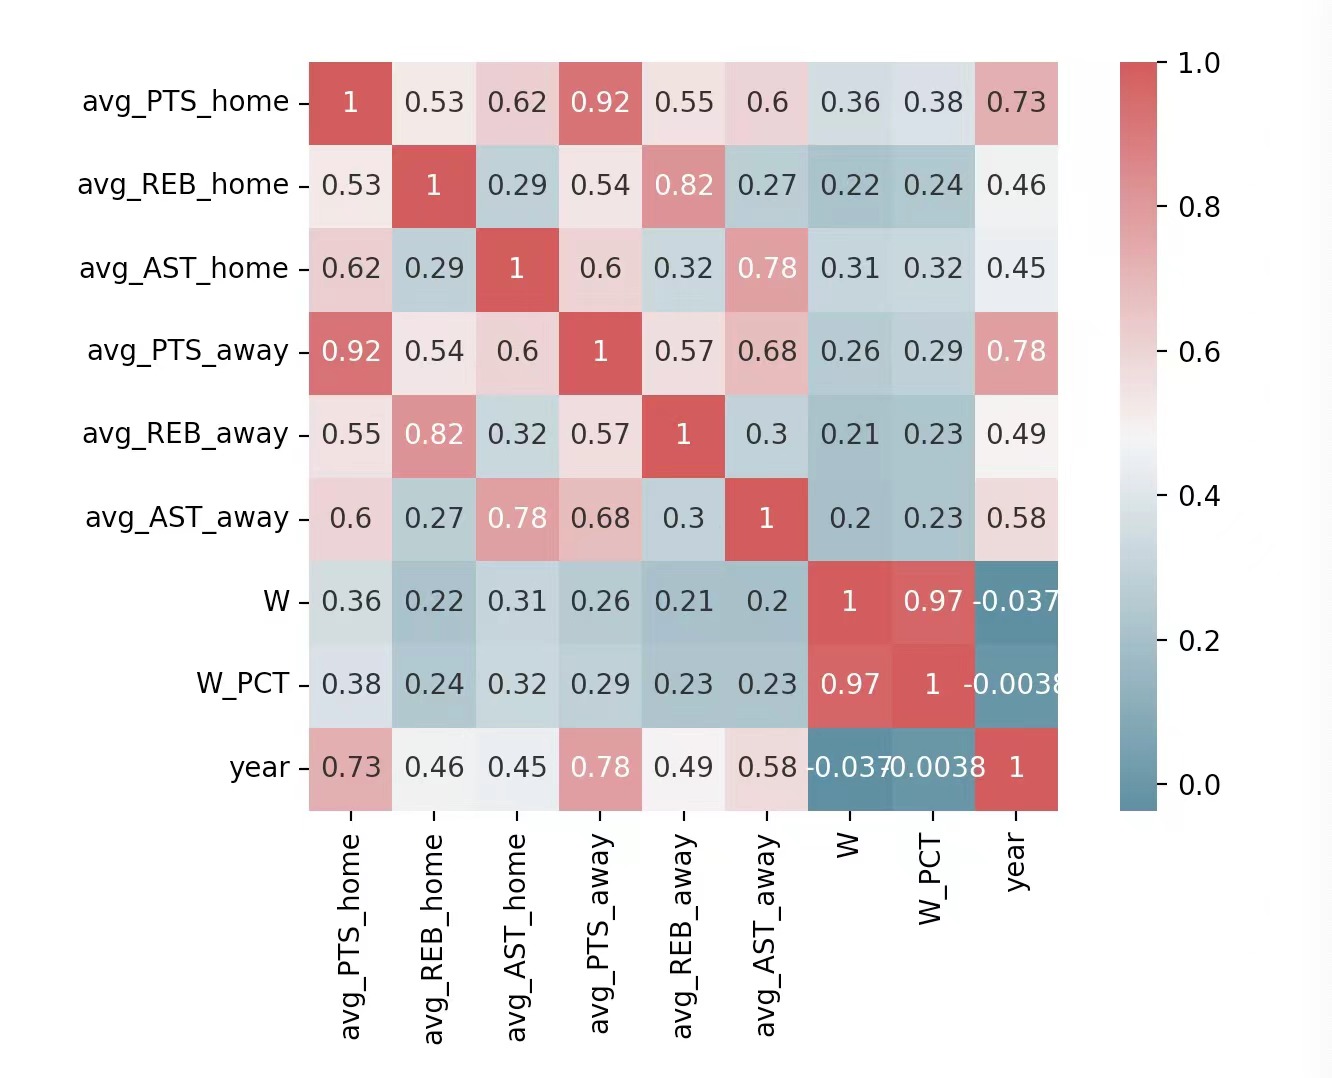 1.0
avg_PTS_home 1 0.53 0.62 0.92 0.55 0.6 0.36 0.38 0.73
0.8
avg_REB_home 0.53 1 0.29 0.54 0.82 0.27 0.22 0.24 0.46
avg_AST_home 0.62 0.29 1 0.6 0.32 0.78 0.31 0.32 0.45
0.6
avg_PTS_away 0.92 0.54 0.6 1 0.57 0.68 0.26 0.29 0.78
avg_REB_away 0.55 0.82 0.32 0.57 1 0.3 0.21 0.23 0.49
0.4
avg_AST_away 0.6 0.27 0.78 0.68 0.3 1 0.2 0.23 0.58
W 0.36 0.22 0.31 0.26 0.21 0.2 1 0.97 -0.037
0.2
W_PCT 0.38 0.24 0.32 0.29 0.23 0.23 0.97 1 -0.0038
year 0.73 0.46 0.45 0.78 0.49 0.58 -0.037 -0.0038 1
0.0
avg_PTS_home
avg_REB_home
avg_AST_home
avg_PTS_away
avg_REB_away
avg_AST_away
W
W_PCT
year